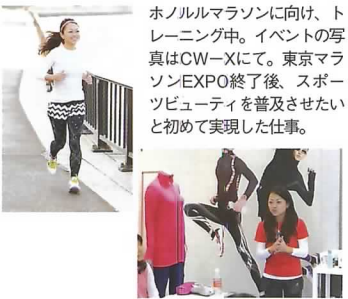 ホノルルマラソンに向け、ト
レーニング中。イベントの写
真はCW－Xにて。東京マラ
ソンEXPO終了後、スポー
ツビューティを普及させたい
と初めて実現した仕事。